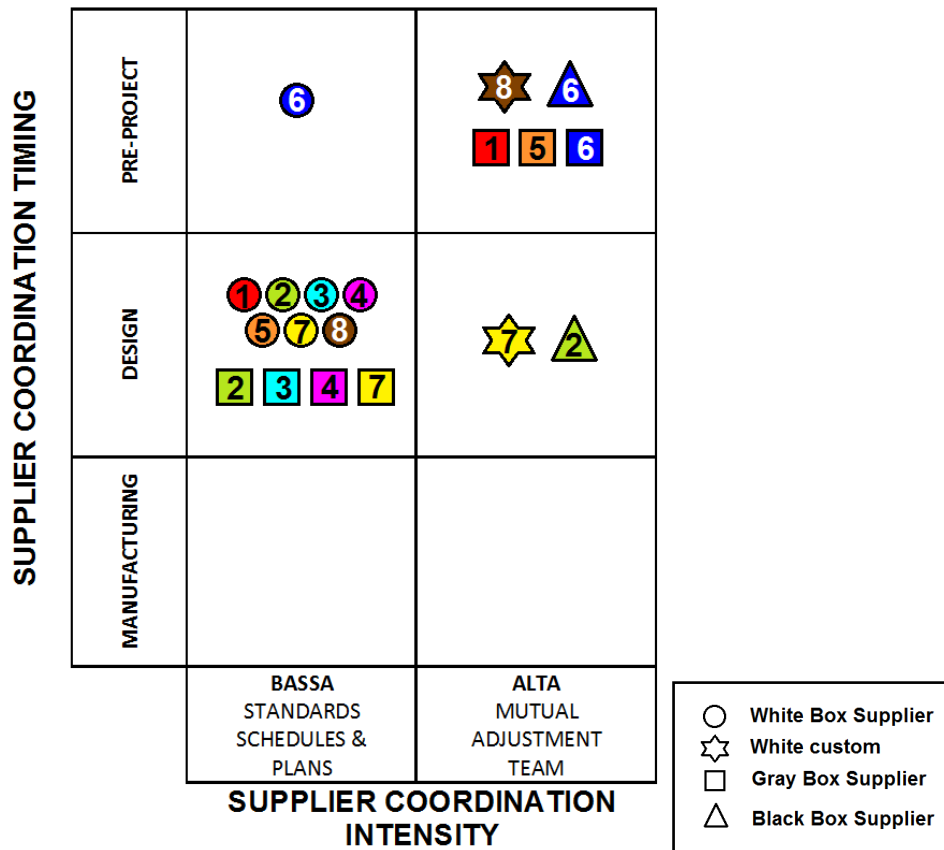 SUPPLIER COORDINATION TIMING
PRE-PROJECT
6
8 6
1 5 6
DESIGN
1 2 3 4
5 7 8
2 3 4 7
7 2
MANUFACTURING
BASSA
STANDARDS
SCHEDULES &
PLANS
ALTA
MUTUAL
ADJUSTMENT
TEAM
SUPPLIER COORDINATION
INTENSITY
White Box Supplier
White custom
Gray Box Supplier
Black Box Supplier